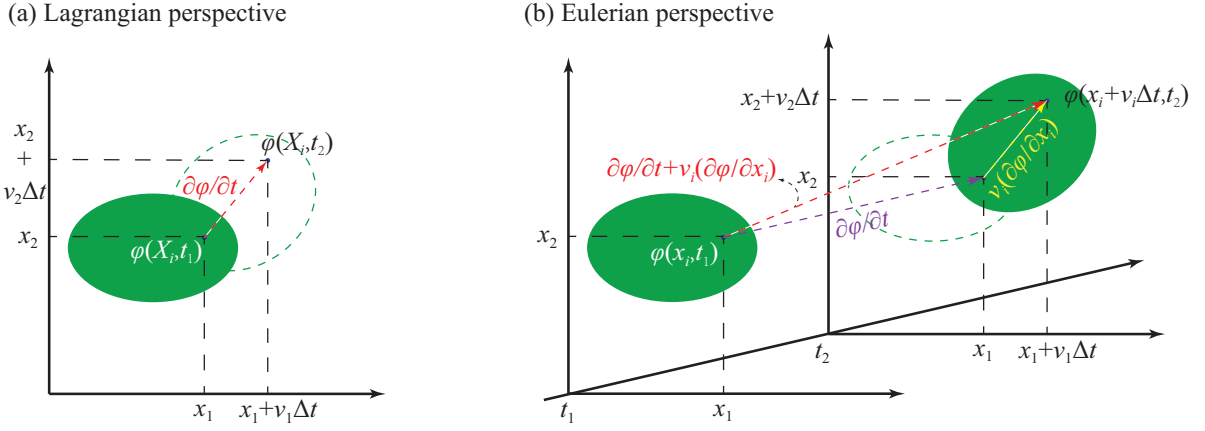 (a) Lagrangian perspective
x₂
+
v₂Δt
φ(Xᵢ,t₂)
∂φ/∂t
x₂
φ(Xᵢ,t₁)
x₁
x₁+v₁Δt
(b) Eulerian perspective
x₂+v₂Δt
φ(xᵢ+vᵢΔt,t₂)
vᵢ(∂φ/∂xᵢ)
∂φ/∂t+vᵢ(∂φ/∂xᵢ)
x₂
∂φ/∂t
x₂
φ(xᵢ,t₁)
t₂
x₁
x₁+v₁Δt
t₁
x₁